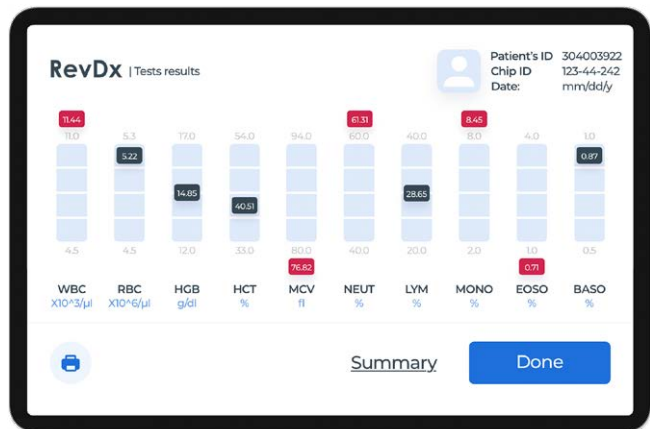 RevDx | Tests results
Patient's ID 304003922
Chip ID 123-44-242
Date: mm/dd/y
11.44 61.31 8.45
11.0 5.3 17.0 54.0 94.0 60.0 40.0 8.0 4.0 1.0
5.22 0.87
14.85 28.65
40.51
4.5 4.5 12.0 33.0 80.0 40.0 20.0 2.0 1.0 0.5
76.82 0.71
WBC RBC HGB HCT MCV NEUT LYM MONO EOSO BASO
X10^3/µl X10^6/µl g/dl % fl % % % % %
Summary Done